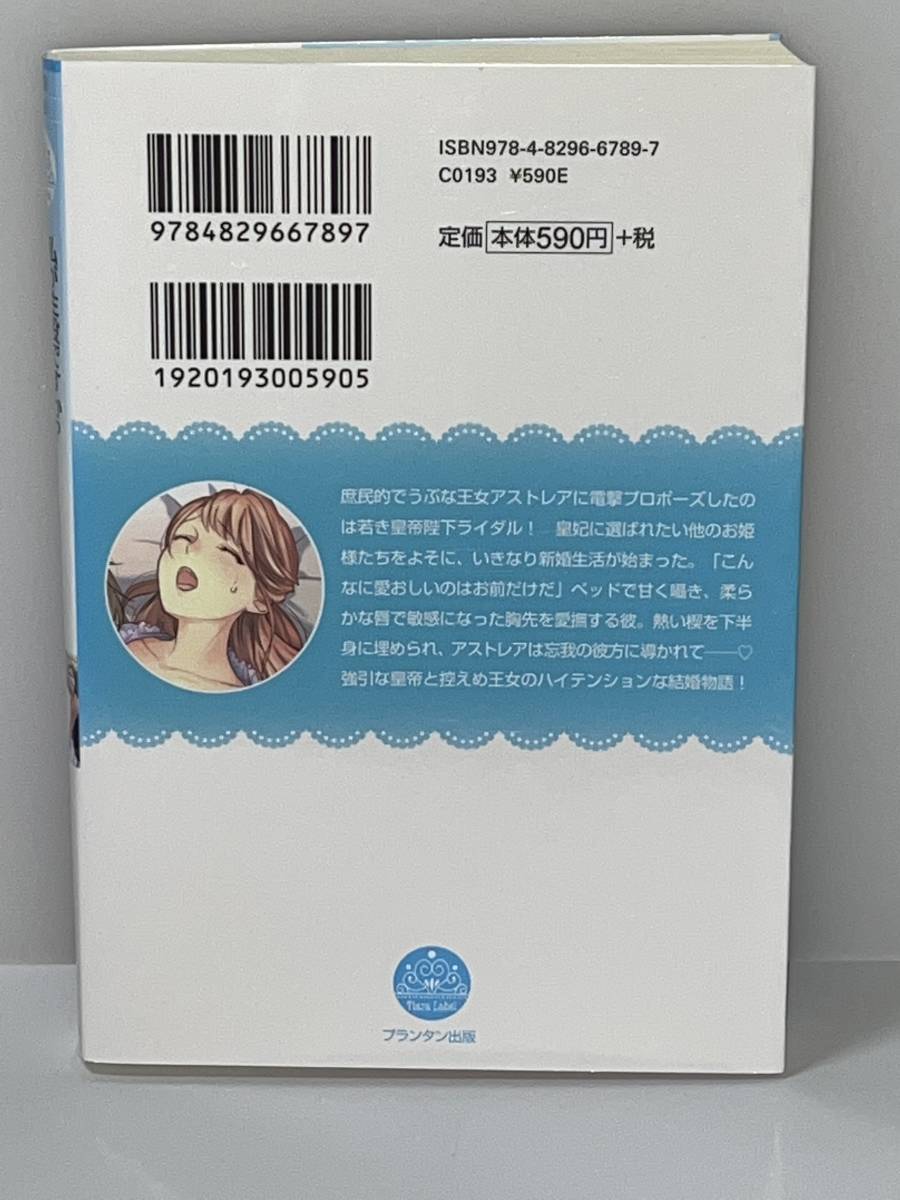 ISBN978-4-8296-6789-7
C0193 ¥590E
9784829667897
定価 本体590円 +税
1920193005905
庶民的でうぶな王女アストレアに電撃プロポーズしたの
は若き皇帝陛下ライダル！ 皇妃に選ばれたい他のお姫
様たちをよそに、いきなり新婚生活が始まった。「こん
なに愛おしいのはお前だけだ」ベッドで甘く囁き、柔ら
かな唇で敏感になった胸先を愛撫する彼。熱い楔を下半
身に埋められ、アストレアは忘我の彼方に導かれて――♡
強引な皇帝と控えめ王女のハイテンションな結婚物語！
Tiara Label
プランタン出版